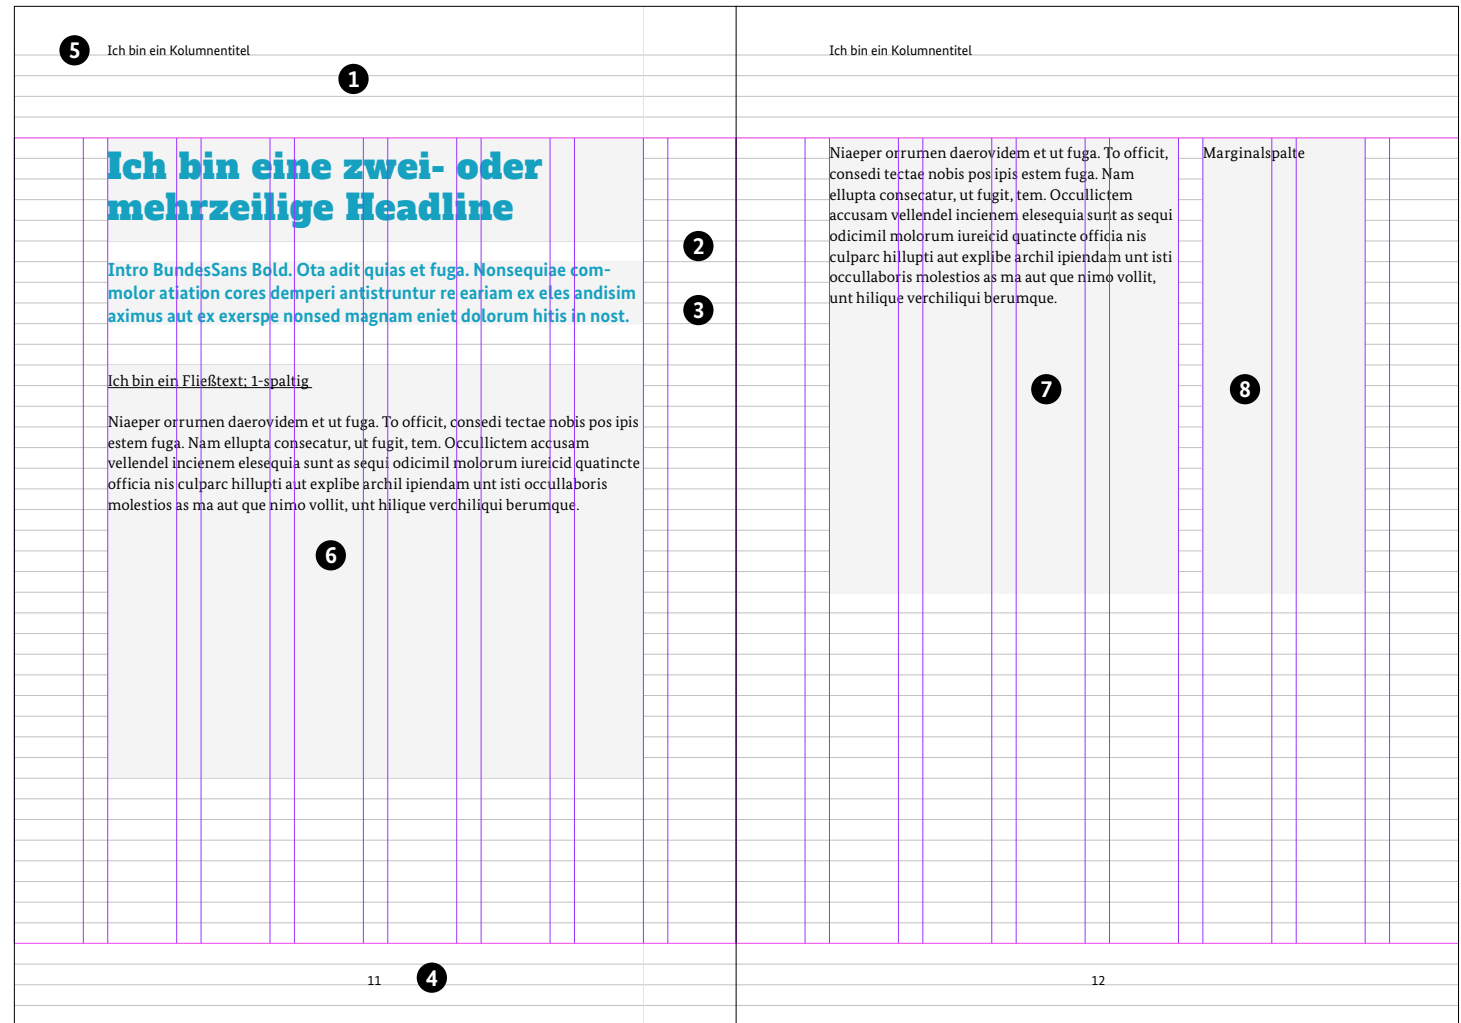 5 Ich bin ein Kolumnentitel
1
Ich bin eine zwei- oder
mehrzeilige Headline
2
Intro BundesSans Bold. Ota adit quias et fuga. Nonsequiae com-
molor atiation cores demperi antistruntur re eariam ex eles andisim
aximus aut ex exerspe nonsed magnam eniet dolorum hitis in nost.
3
Ich bin ein Fließtext; 1-spaltig
Niaeper orrumen daerovidem et ut fuga. To officit, consedi tectae nobis pos ipis
estem fuga. Nam ellupta consecatur, ut fugit, tem. Occullictem accusam
vellendel incienem elesequia sunt as sequi odicimil molorum iureicid quatincte
officia nis culparc hillupti aut explibe archil ipiendam unt isti occullaboris
molestios as ma aut que nimo vollit, unt hilique verchiliqui berumque.
6
11 4
Ich bin ein Kolumnentitel
Niaeper orrumen daerovidem et ut fuga. To officit,
consedi tectae nobis pos ipis estem fuga. Nam
ellupta consecatur, ut fugit, tem. Occullictem
accusam vellendel incienem elesequia sunt as sequi
odicimil molorum iureicid quatincte officia nis
culparc hillupti aut explibe archil ipiendam unt isti
occullaboris molestios as ma aut que nimo vollit,
unt hilique verchiliqui berumque.
7
Marginalspalte
8
12